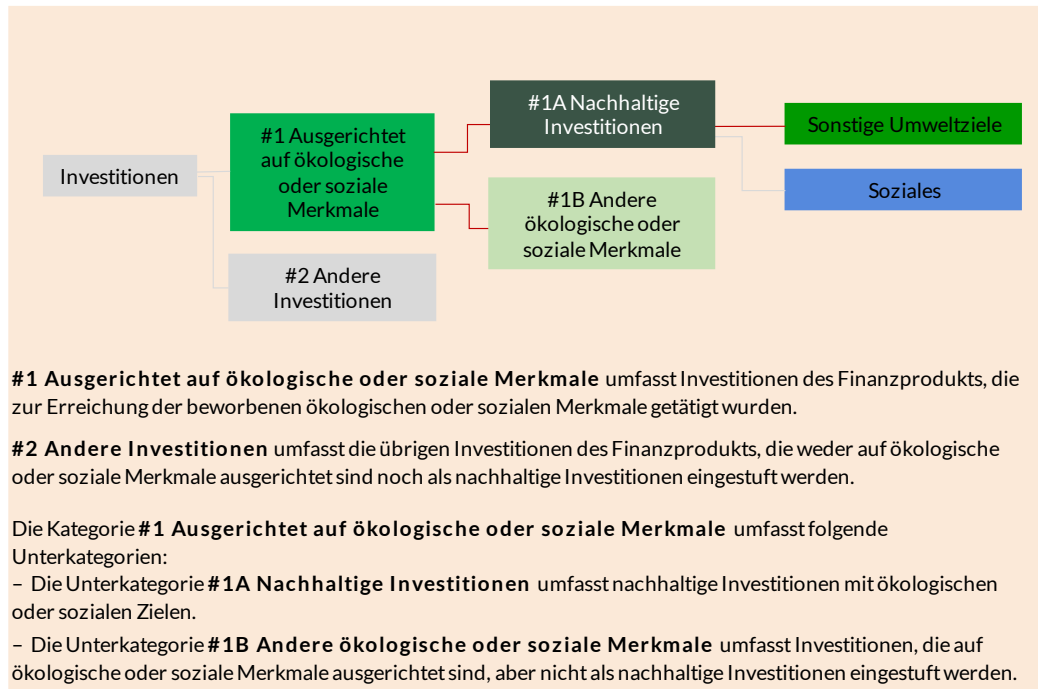 Investitionen
#1 Ausgerichtet
auf ökologische
oder soziale
Merkmale
#2 Andere
Investitionen
#1A Nachhaltige
Investitionen
#1B Andere
ökologische oder
soziale Merkmale
Sonstige Umweltziele
Soziales
#1 Ausgerichtet auf ökologische oder soziale Merkmale umfasst Investitionen des Finanzprodukts, die
zur Erreichung der beworbenen ökologischen oder sozialen Merkmale getätigt wurden.
#2 Andere Investitionen umfasst die übrigen Investitionen des Finanzprodukts, die weder auf ökologische
oder soziale Merkmale ausgerichtet sind noch als nachhaltige Investitionen eingestuft werden.
Die Kategorie #1 Ausgerichtet auf ökologische oder soziale Merkmale umfasst folgende
Unterkategorien:
– Die Unterkategorie #1A Nachhaltige Investitionen umfasst nachhaltige Investitionen mit ökologischen
oder sozialen Zielen.
– Die Unterkategorie #1B Andere ökologische oder soziale Merkmale umfasst Investitionen, die auf
ökologische oder soziale Merkmale ausgerichtet sind, aber nicht als nachhaltige Investitionen eingestuft werden.